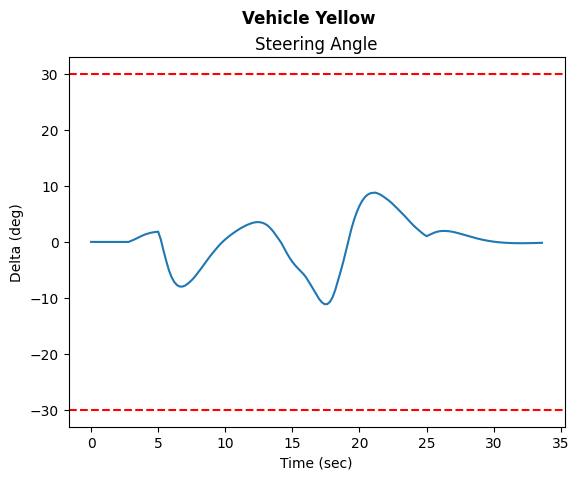 Vehicle Yellow
Steering Angle
30
20
10
0
−10
−20
−30
Delta (deg)
0 5 10 15 20 25 30 35
Time (sec)